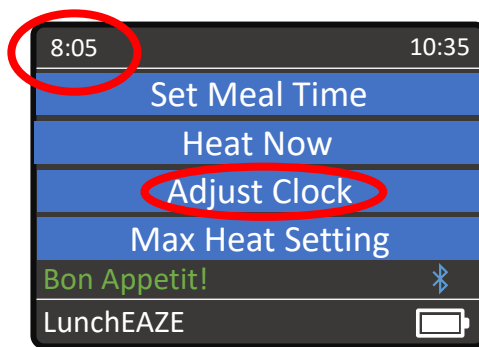 8:05 10:35
Set Meal Time
Heat Now
Adjust Clock
Max Heat Setting
Bon Appetit!
LunchEAZE